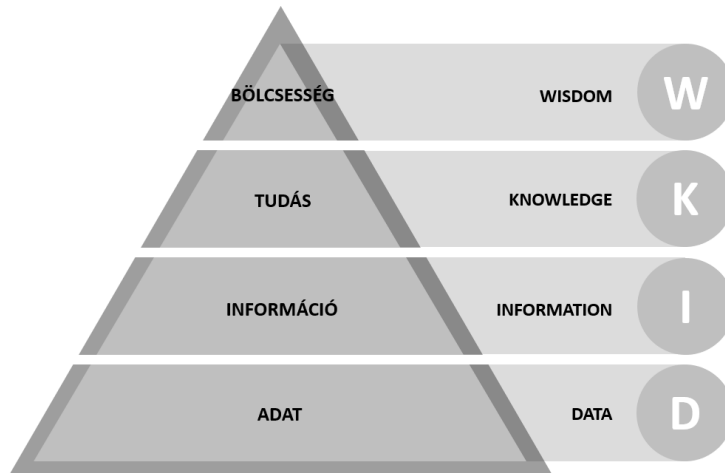 BÖLCSESSÉG WISDOM W
TUDÁS KNOWLEDGE K
INFORMÁCIÓ INFORMATION I
ADAT DATA D